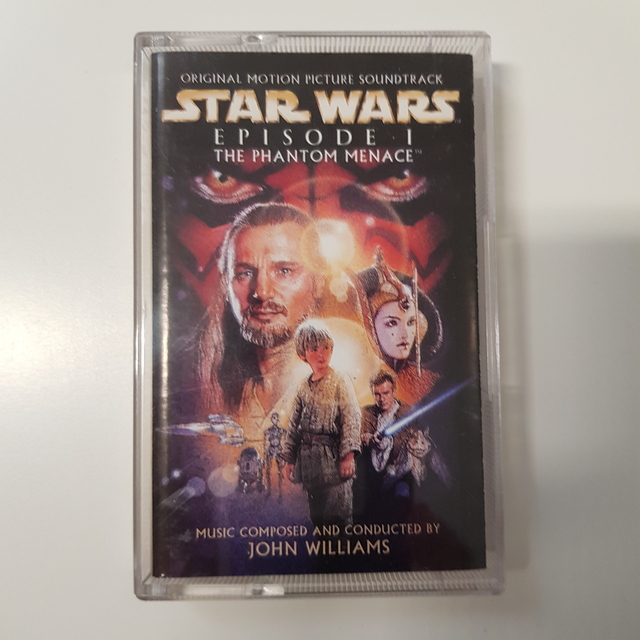 ORIGINAL MOTION PICTURE SOUNDTRACK
STAR WARS
EPISODE I
THE PHANTOM MENACE™
MUSIC COMPOSED AND CONDUCTED BY
JOHN WILLIAMS